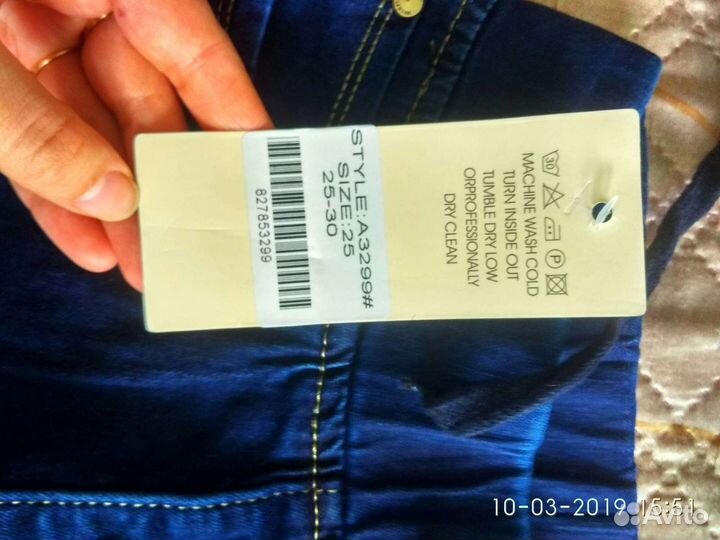 STYLE:A3299#
SIZE:25
25-30
827853299
30
P
MACHINE WASH COLD
TURN INSIDE OUT
TUMBLE DRY LOW
ORPROFESSIONALLY
DRY CLEAN
10-03-2019 15:51
Avito